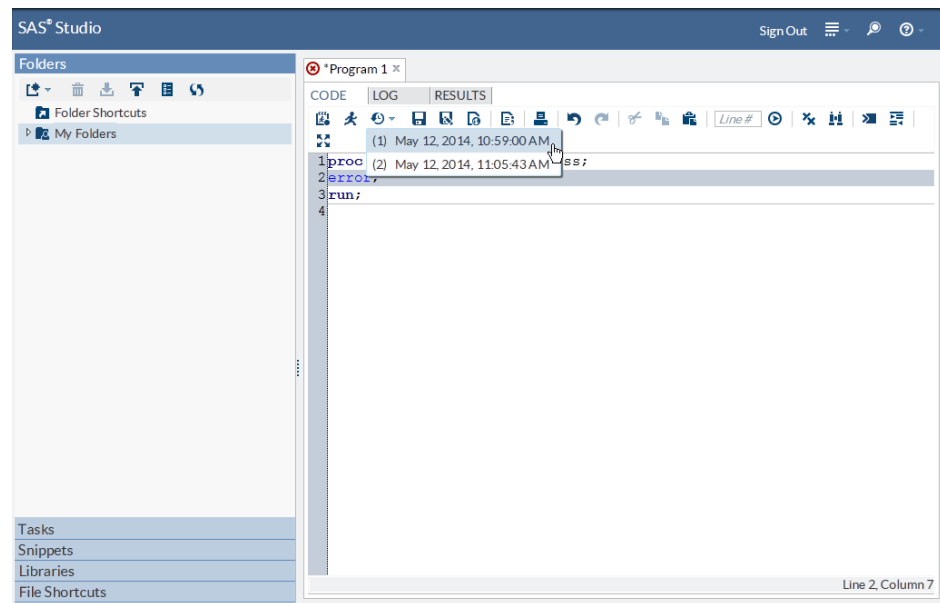 SAS® Studio
Sign Out
Folders
Folder Shortcuts
My Folders
*Program 1 x
CODE LOG RESULTS
Line #
(1) May 12, 2014, 10:59:00 AM
(2) May 12, 2014, 11:05:43 AM
1 proc ss;
2 error;
3 run;
4
Tasks
Snippets
Libraries
File Shortcuts
Line 2, Column 7